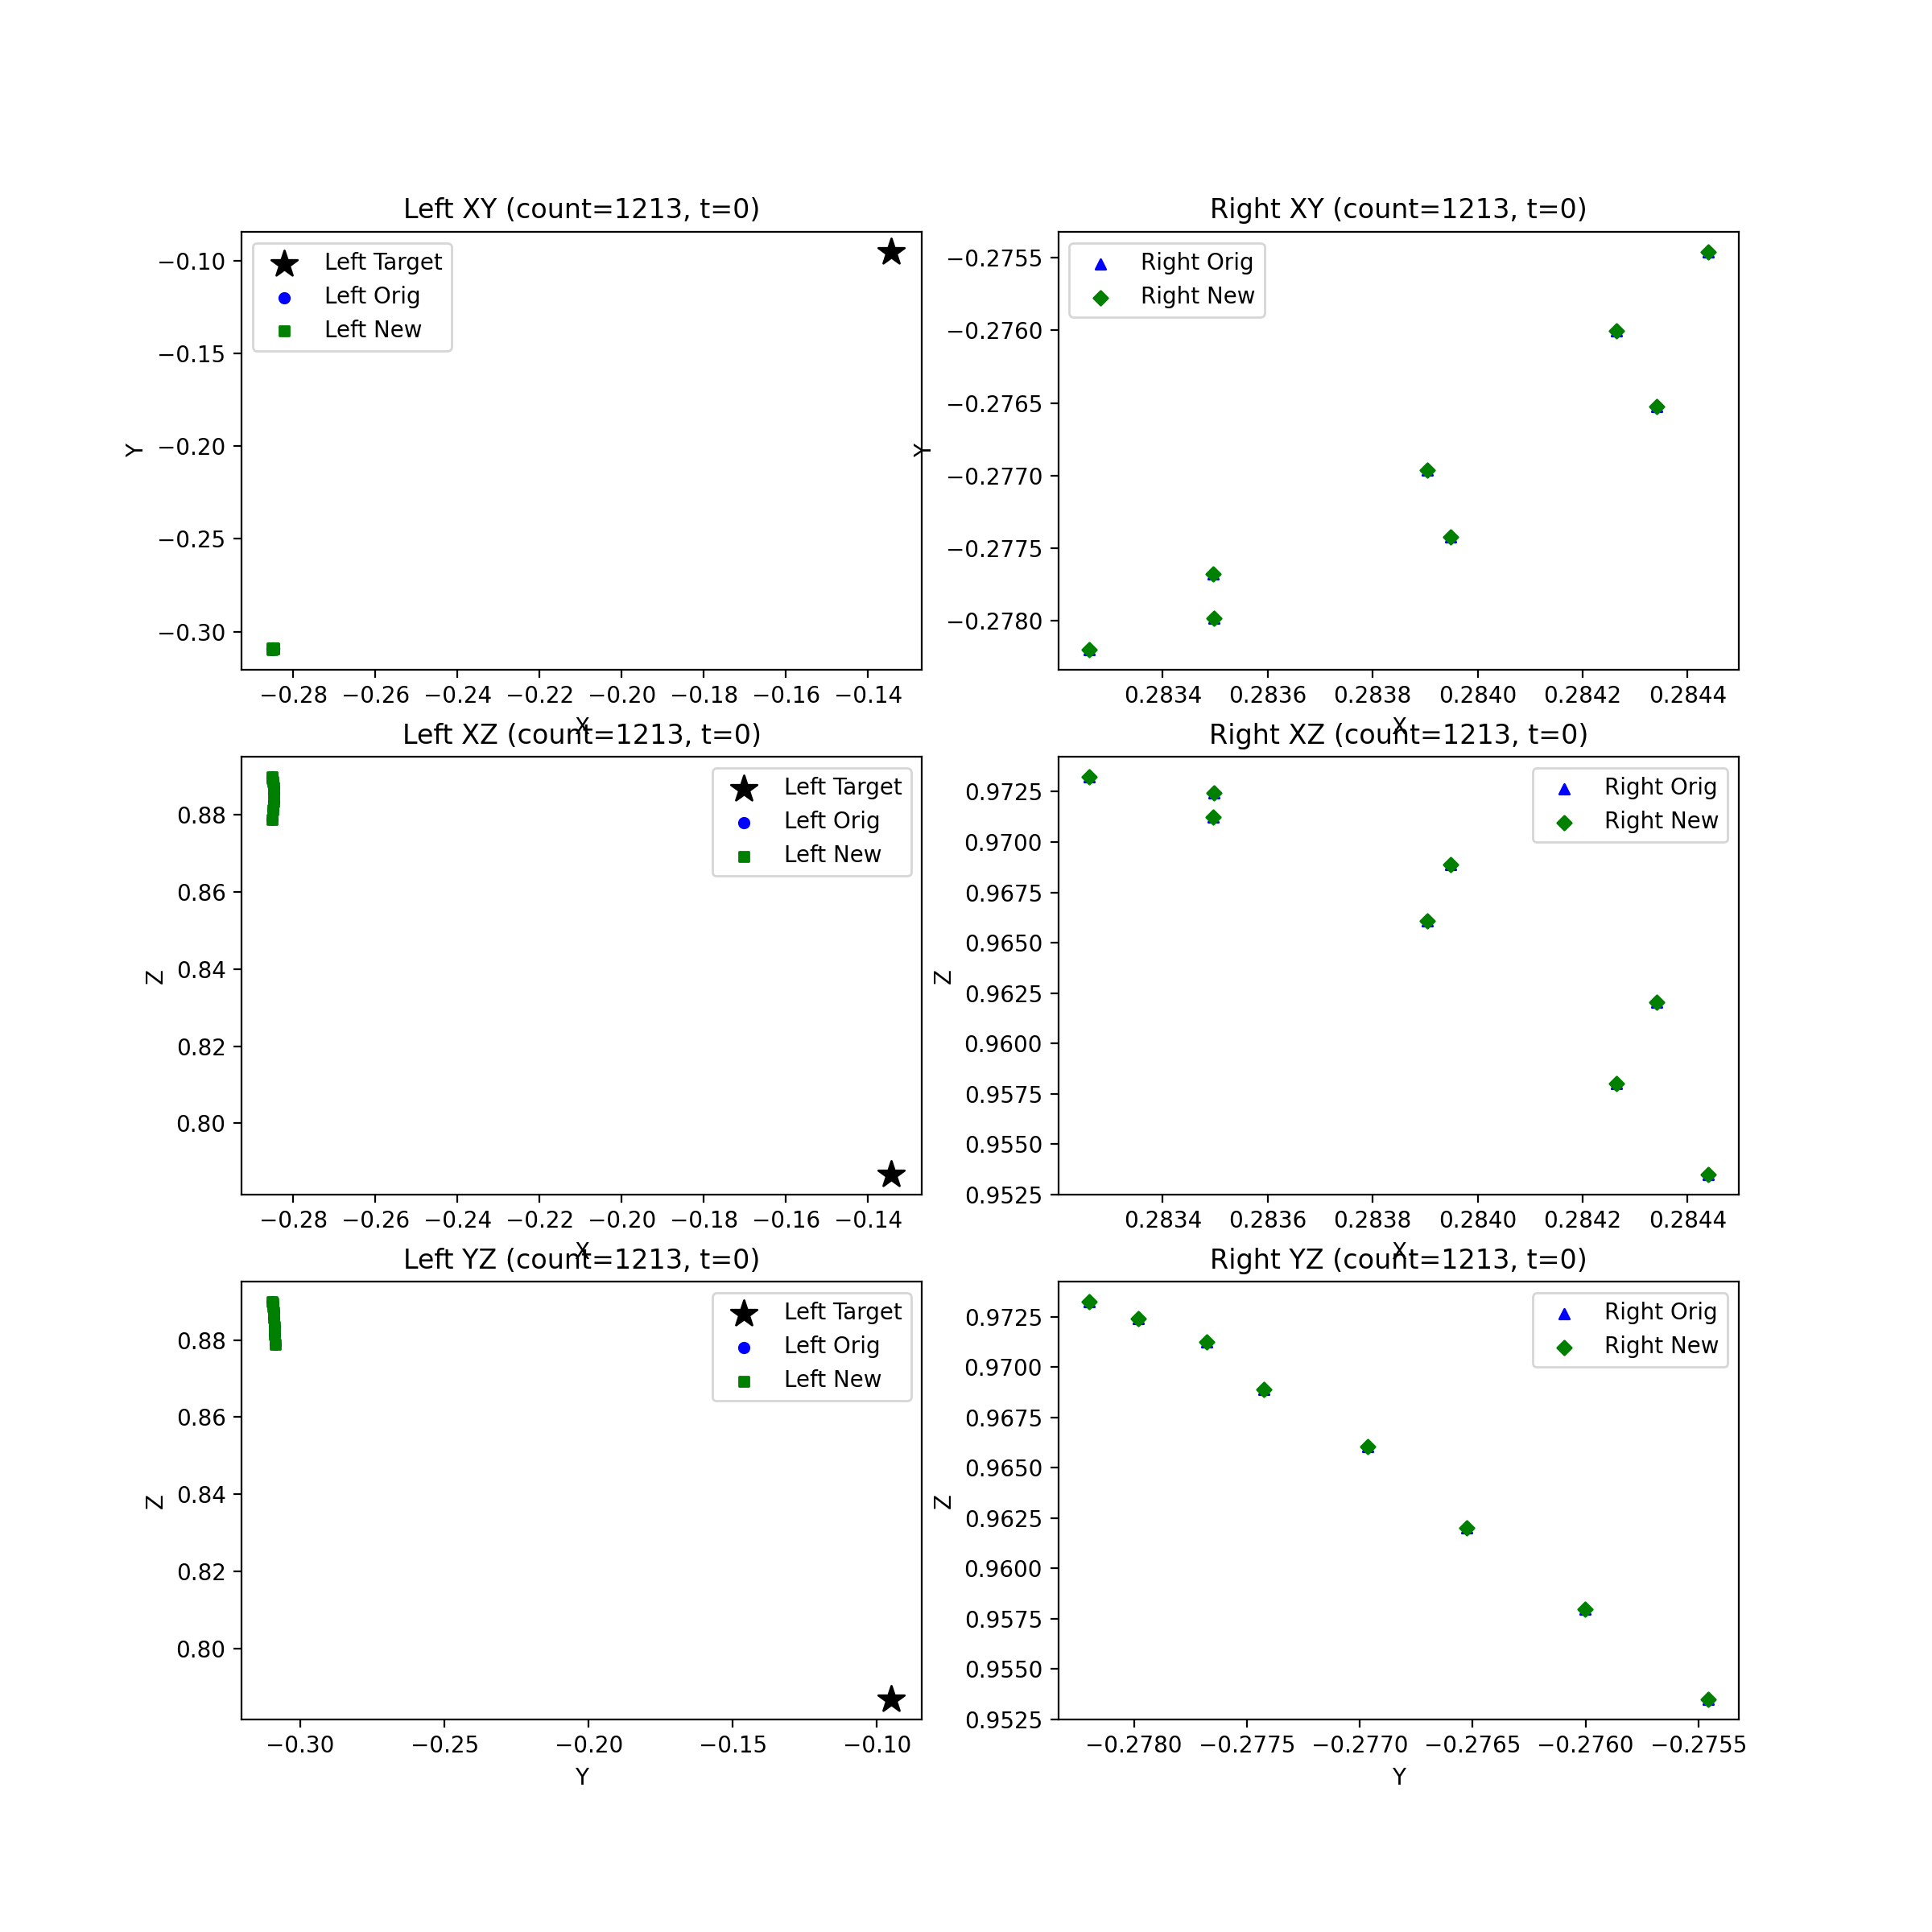 Left XY (count=1213, t=0)
Left Target
Left Orig
Left New
−0.10
−0.15
−0.20
−0.25
−0.30
Y
−0.28 −0.26 −0.24 −0.22 −0.20 −0.18 −0.16 −0.14
X
Right XY (count=1213, t=0)
Right Orig
Right New
−0.2755
−0.2760
−0.2765
−0.2770
−0.2775
−0.2780
Y
0.2834 0.2836 0.2838 0.2840 0.2842 0.2844
X
Left XZ (count=1213, t=0)
Left Target
Left Orig
Left New
0.88
0.86
0.84
0.82
0.80
Z
−0.28 −0.26 −0.24 −0.22 −0.20 −0.18 −0.16 −0.14
X
Right XZ (count=1213, t=0)
Right Orig
Right New
0.9725
0.9700
0.9675
0.9650
0.9625
0.9600
0.9575
0.9550
0.9525
Z
0.2834 0.2836 0.2838 0.2840 0.2842 0.2844
X
Left YZ (count=1213, t=0)
Left Target
Left Orig
Left New
0.88
0.86
0.84
0.82
0.80
Z
−0.30 −0.25 −0.20 −0.15 −0.10
Y
Right YZ (count=1213, t=0)
Right Orig
Right New
0.9725
0.9700
0.9675
0.9650
0.9625
0.9600
0.9575
0.9550
0.9525
Z
−0.2780 −0.2775 −0.2770 −0.2765 −0.2760 −0.2755
Y